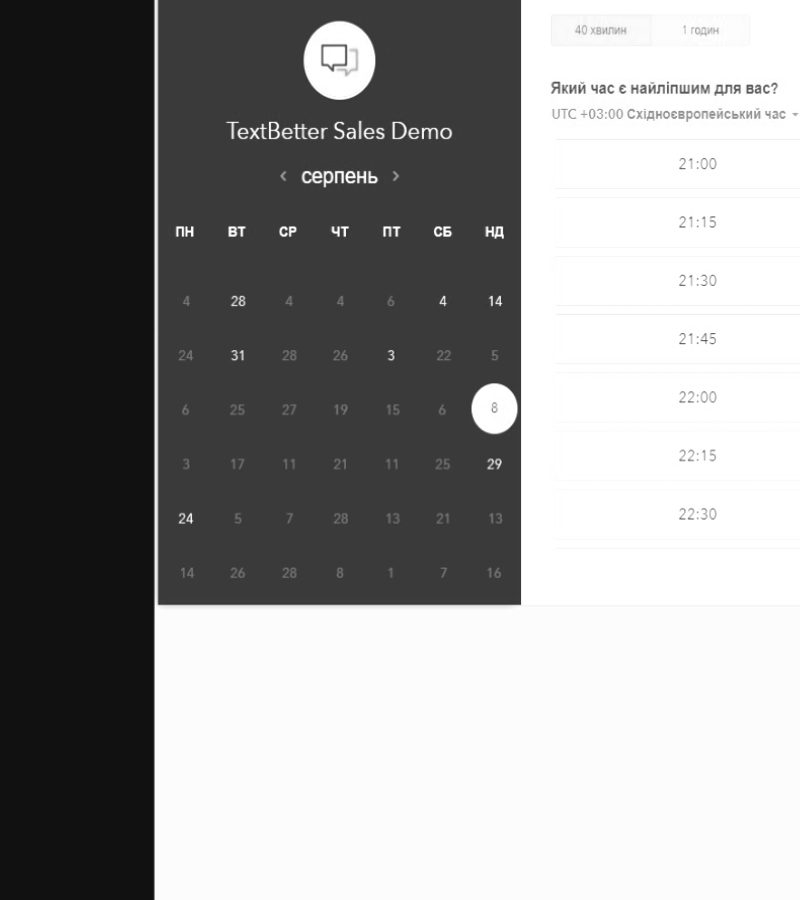 TextBetter Sales Demo
‹ серпень ›
ПН ВТ СР ЧТ ПТ СБ НД
4 28 4 4 6 4 14
24 31 28 26 3 22 5
6 25 27 19 15 6 8
3 17 11 21 11 25 29
24 5 7 28 13 21 13
14 26 28 8 1 7 16
40 хвилин 1 годин
Який час є найліпшим для вас?
UTC +03:00 Східноєвропейський час
21:00
21:15
21:30
21:45
22:00
22:15
22:30